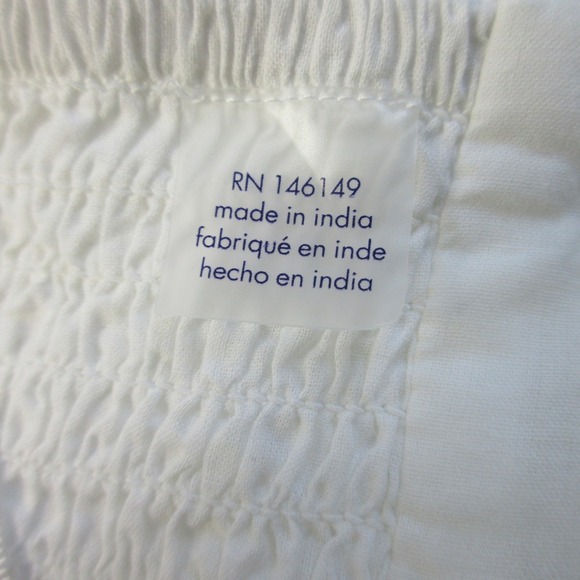 RN 146149
made in india
fabriqué en inde
hecho en india